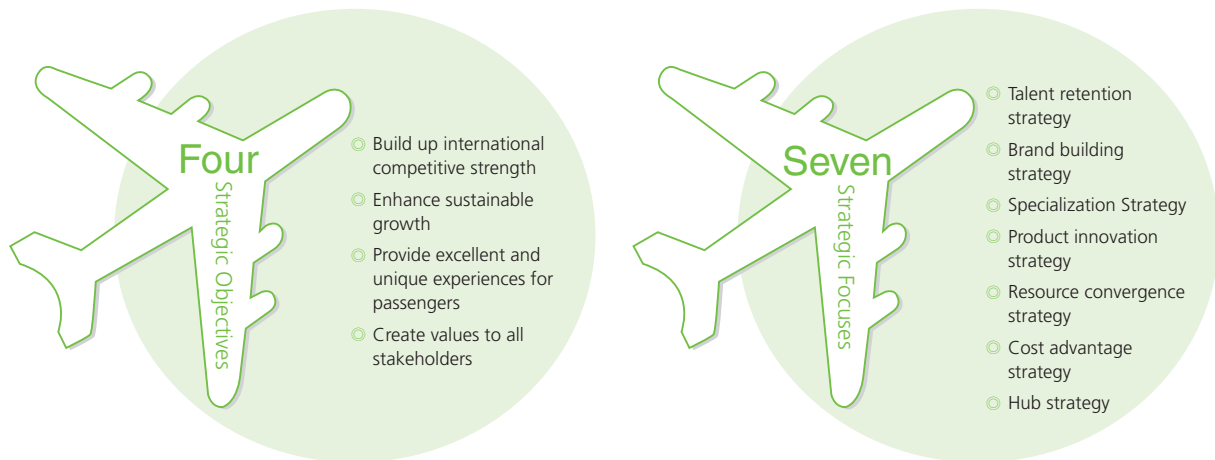 Four
Strategic Objectives
Build up international
competitive strength
Enhance sustainable
growth
Provide excellent and
unique experiences for
passengers
Create values to all
stakeholders
Seven
Strategic Focuses
Talent retention
strategy
Brand building
strategy
Specialization Strategy
Product innovation
strategy
Resource convergence
strategy
Cost advantage
strategy
Hub strategy